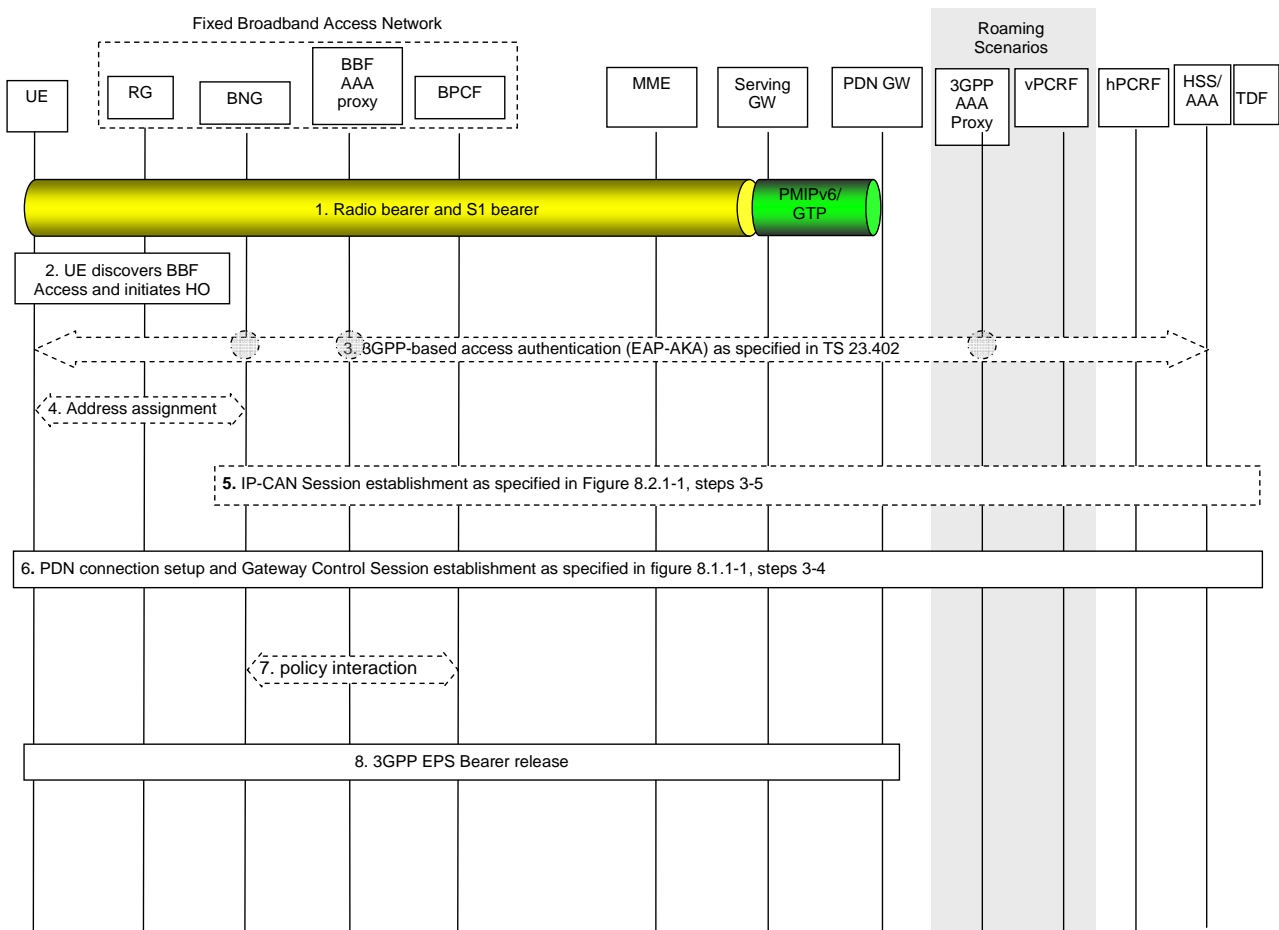 Fixed Broadband Access Network
Roaming
Scenarios
UE
RG
BNG
BBF
AAA
proxy
BPCF
MME
Serving
GW
PDN GW
3GPP
AAA
Proxy
vPCRF
hPCRF
HSS/
AAA
TDF
1. Radio bearer and S1 bearer
PMIPv6/
GTP
2. UE discovers BBF
Access and initiates HO
3. 3GPP-based access authentication (EAP-AKA) as specified in TS 23.402
4. Address assignment
5. IP-CAN Session establishment as specified in Figure 8.2.1-1, steps 3-5
6. PDN connection setup and Gateway Control Session establishment as specified in figure 8.1.1-1, steps 3-4
7. policy interaction
8. 3GPP EPS Bearer release